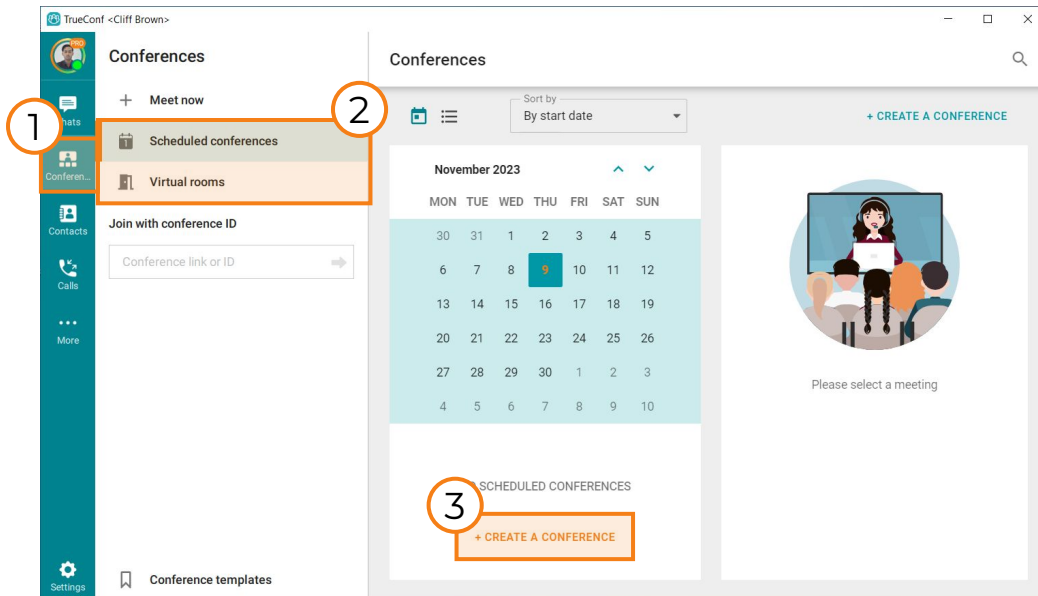 TrueConf <Cliff Brown>
PRO
Conferences
Conferences
Meet now
1
2
Chats
Scheduled conferences
Virtual rooms
Conferen...
Contacts
Join with conference ID
Conference link or ID
Calls
More
Sort by
By start date
+ CREATE A CONFERENCE
November 2023
MON TUE WED THU FRI SAT SUN
30 31 1 2 3 4 5
6 7 8 9 10 11 12
13 14 15 16 17 18 19
20 21 22 23 24 25 26
27 28 29 30 1 2 3
4 5 6 7 8 9 10
Please select a meeting
SCHEDULED CONFERENCES
3
+ CREATE A CONFERENCE
Settings
Conference templates